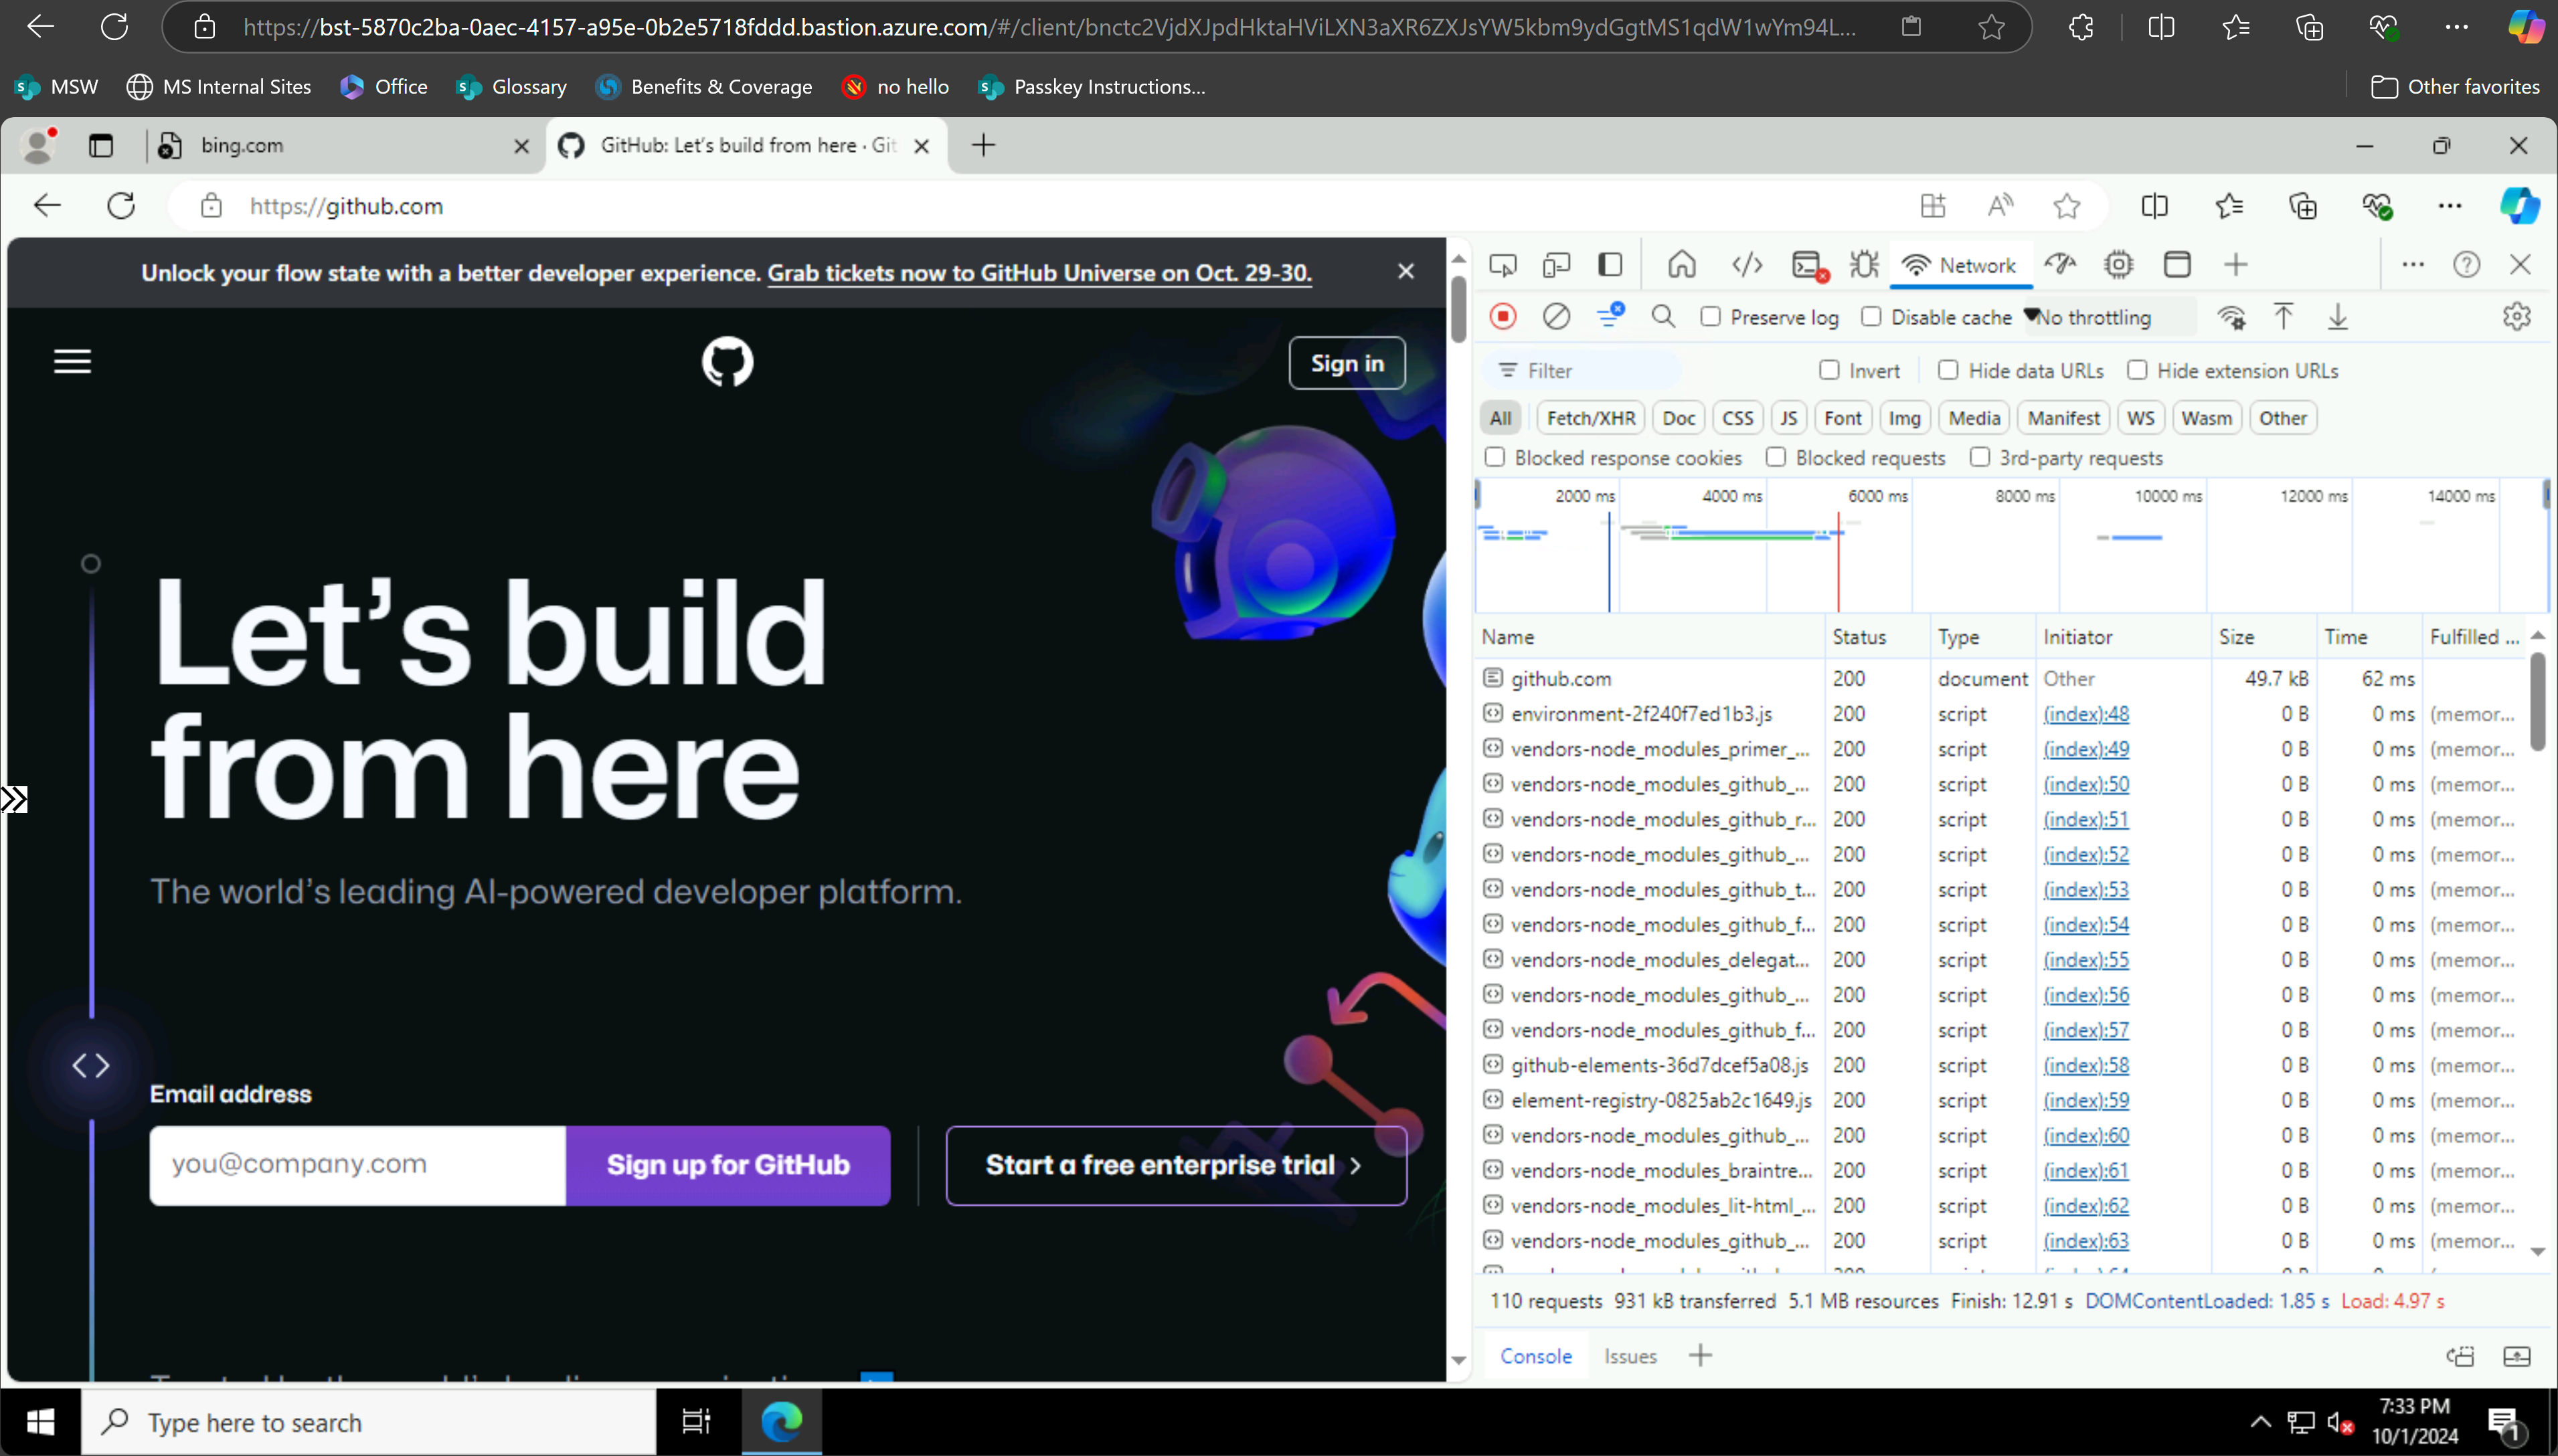 https://bst-5870c2ba-0aec-4157-a95e-0b2e5718fddd.bastion.azure.com/#/client/bnctc2VjdXJpdHktaHViLXN3aXR6ZXJsYW5kbm9ydGgtMS1qdW1wYm94L...
MSW MS Internal Sites Office Glossary Benefits & Coverage no hello Passkey Instructions... Other favorites
bing.com GitHub: Let's build from here · Git
https://github.com
Unlock your flow state with a better developer experience. Grab tickets now to GitHub Universe on Oct. 29-30.
Sign in
Let's build
from here
The world's leading AI-powered developer platform.
Email address
you@company.com Sign up for GitHub Start a free enterprise trial
Network
Preserve log Disable cache No throttling
Filter Invert Hide data URLs Hide extension URLs
All Fetch/XHR Doc CSS JS Font Img Media Manifest WS Wasm Other
Blocked response cookies Blocked requests 3rd-party requests
2000 ms 4000 ms 6000 ms 8000 ms 10000 ms 12000 ms 14000 ms
Name Status Type Initiator Size Time Fulfilled ...
github.com 200 document Other 49.7 kB 62 ms
environment-2f240f7ed1b3.js 200 script (index):48 0 B 0 ms (memor...
vendors-node_modules_primer_... 200 script (index):49 0 B 0 ms (memor...
vendors-node_modules_github_... 200 script (index):50 0 B 0 ms (memor...
vendors-node_modules_github_r... 200 script (index):51 0 B 0 ms (memor...
vendors-node_modules_github_... 200 script (index):52 0 B 0 ms (memor...
vendors-node_modules_github_t... 200 script (index):53 0 B 0 ms (memor...
vendors-node_modules_github_f... 200 script (index):54 0 B 0 ms (memor...
vendors-node_modules_delegat... 200 script (index):55 0 B 0 ms (memor...
vendors-node_modules_github_... 200 script (index):56 0 B 0 ms (memor...
vendors-node_modules_github_f... 200 script (index):57 0 B 0 ms (memor...
github-elements-36d7dcef5a08.js 200 script (index):58 0 B 0 ms (memor...
element-registry-0825ab2c1649.js 200 script (index):59 0 B 0 ms (memor...
vendors-node_modules_github_... 200 script (index):60 0 B 0 ms (memor...
vendors-node_modules_braintre... 200 script (index):61 0 B 0 ms (memor...
vendors-node_modules_lit-html_... 200 script (index):62 0 B 0 ms (memor...
vendors-node_modules_github_... 200 script (index):63 0 B 0 ms (memor...
110 requests 931 kB transferred 5.1 MB resources Finish: 12.91 s DOMContentLoaded: 1.85 s Load: 4.97 s
Console Issues
Type here to search
7:33 PM
10/1/2024
1